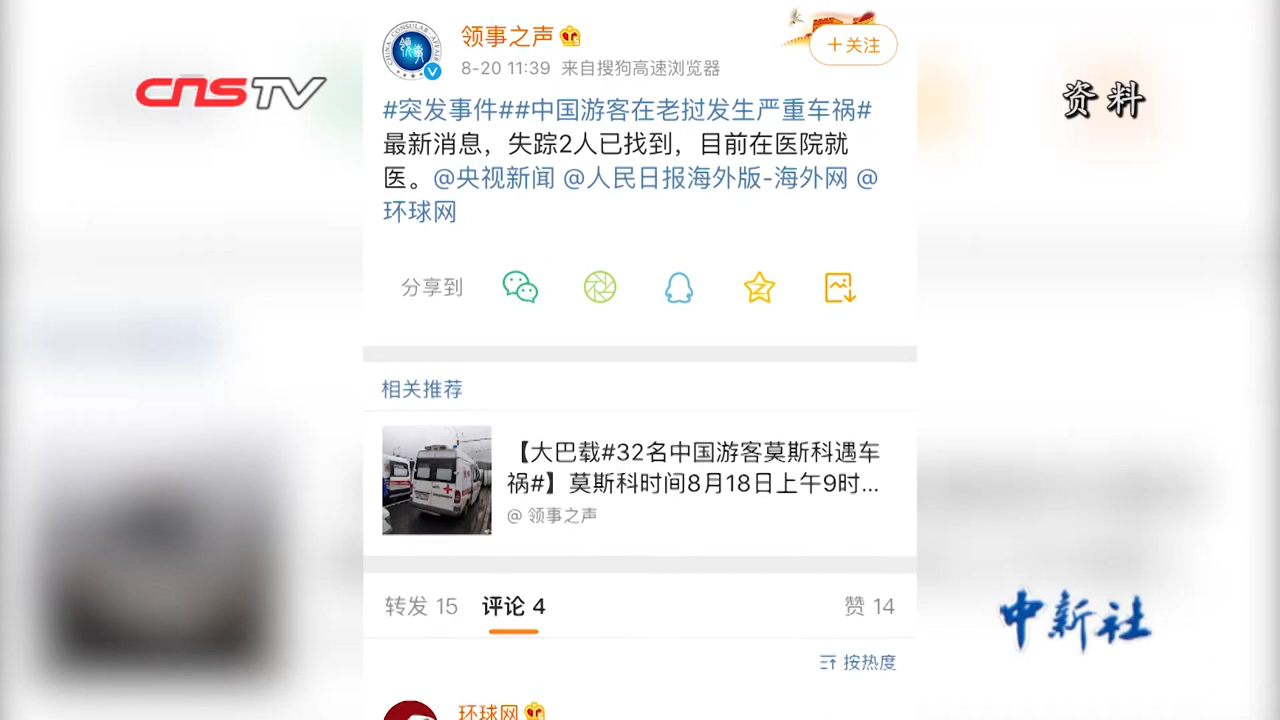 CNSTV
资料
领事之声
+关注
8-20 11:39 来自搜狗高速浏览器
#突发事件##中国游客在老挝发生严重车祸#
最新消息，失踪2人已找到，目前在医院就
医。@央视新闻 @人民日报海外版-海外网 @
环球网
分享到
相关推荐
【大巴载#32名中国游客莫斯科遇车
祸#】莫斯科时间8月18日上午9时...
@ 领事之声
转发 15 评论 4 赞 14
中新社
按热度
环球网